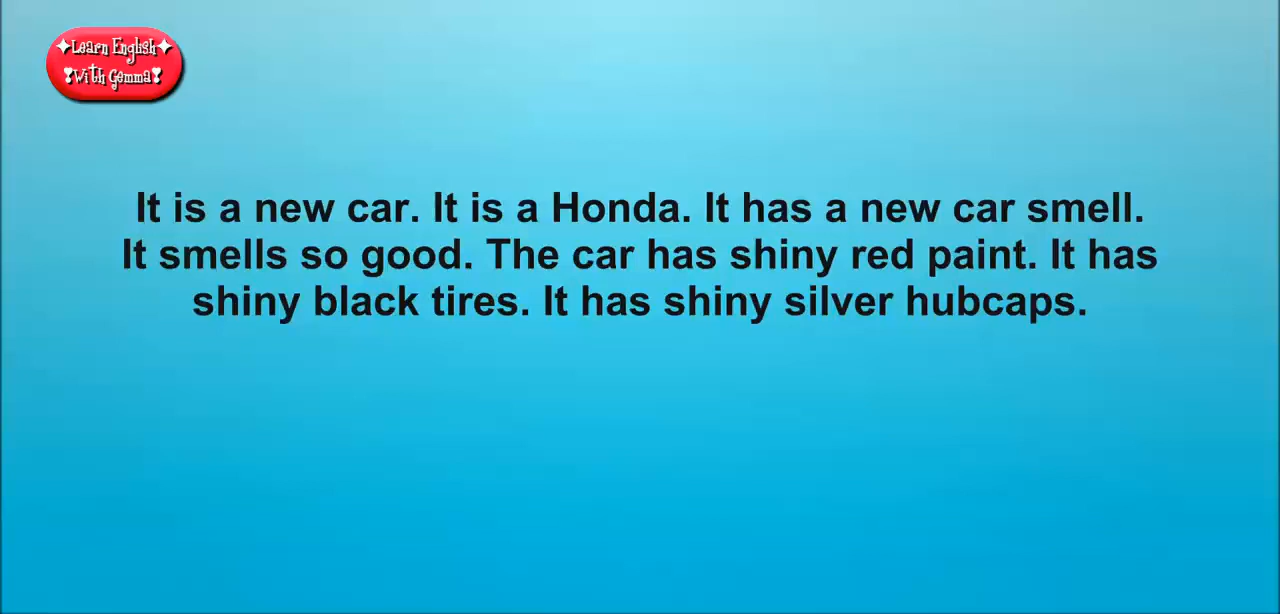 Learn English
With Gemma
It is a new car. It is a Honda. It has a new car smell.
It smells so good. The car has shiny red paint. It has
shiny black tires. It has shiny silver hubcaps.